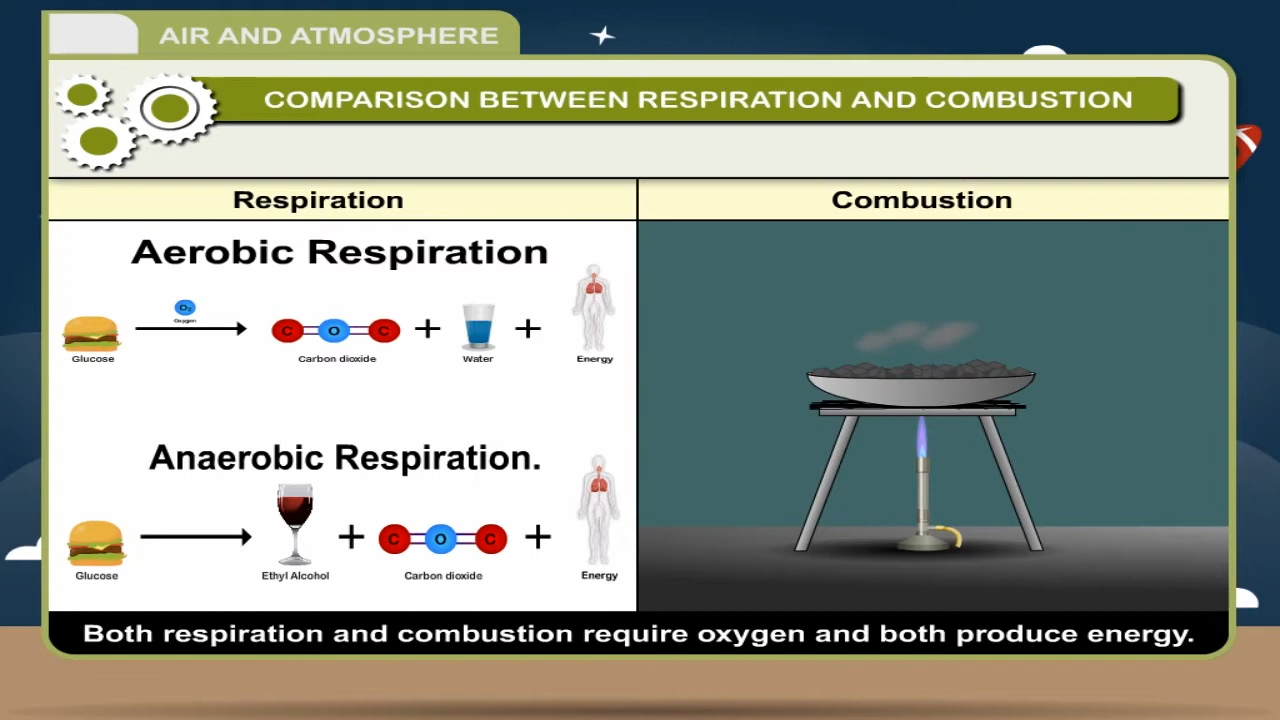 AIR AND ATMOSPHERE
COMPARISON BETWEEN RESPIRATION AND COMBUSTION
Respiration
Combustion
Aerobic Respiration
O2
Oxygen
C O C
+
+
Glucose
Carbon dioxide
Water
Energy
Anaerobic Respiration.
+
C O C
+
Glucose
Ethyl Alcohol
Carbon dioxide
Energy
Both respiration and combustion require oxygen and both produce energy.